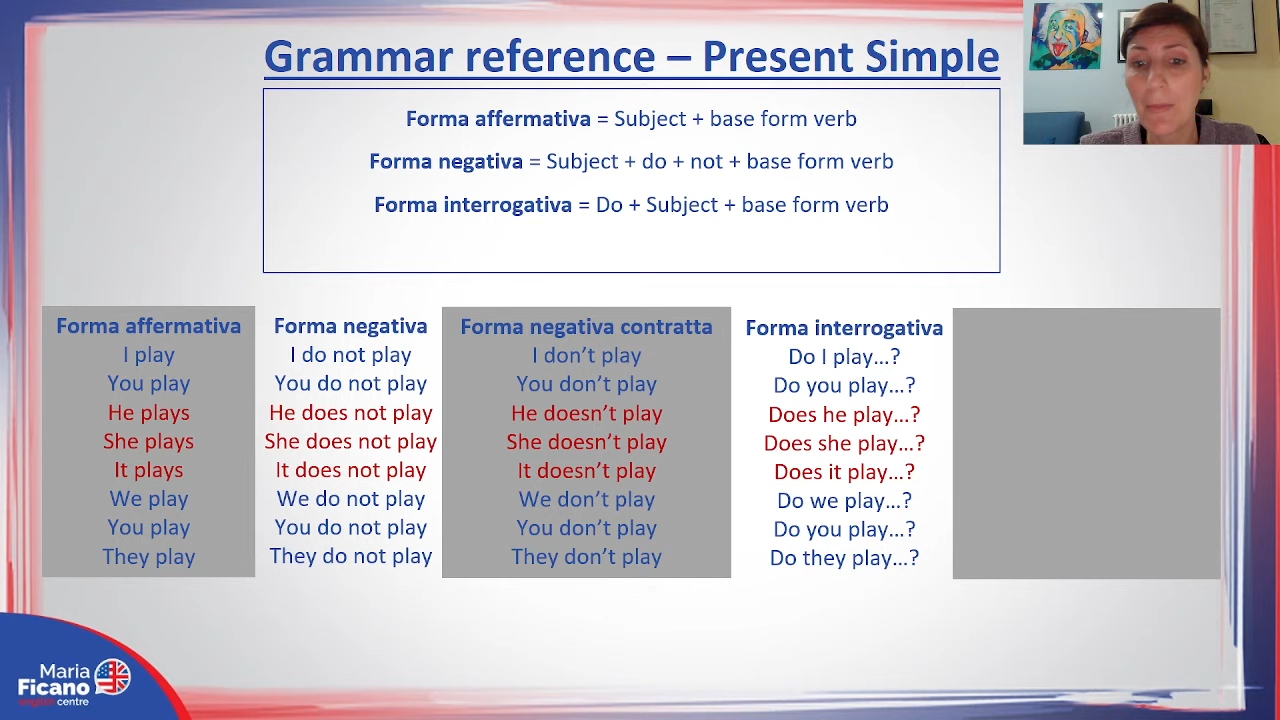 Grammar reference – Present Simple
Forma affermativa = Subject + base form verb
Forma negativa = Subject + do + not + base form verb
Forma interrogativa = Do + Subject + base form verb
Forma affermativa
I play
You play
He plays
She plays
It plays
We play
You play
They play
Forma negativa
I do not play
You do not play
He does not play
She does not play
It does not play
We do not play
You do not play
They do not play
Forma negativa contratta
I don’t play
You don’t play
He doesn’t play
She doesn’t play
It doesn’t play
We don’t play
You don’t play
They don’t play
Forma interrogativa
Do I play…?
Do you play…?
Does he play…?
Does she play…?
Does it play…?
Do we play…?
Do you play…?
Do they play…?
Maria
Ficano
english centre